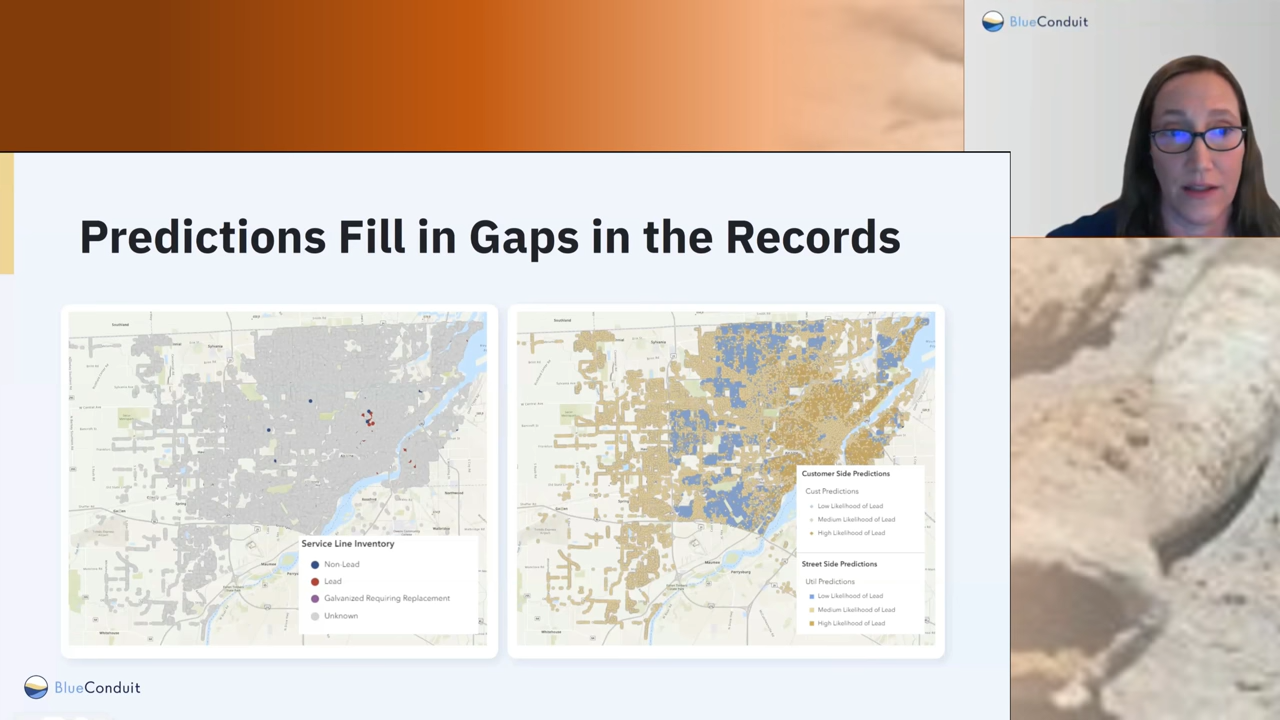 BlueConduit
Predictions Fill in Gaps in the Records
Service Line Inventory
Non Lead
Lead
Galvanized Requiring Replacement
Unknown
Customer Side Predictions
Cust Predictions
Low Likelihood of Lead
Medium Likelihood of Lead
High Likelihood of Lead
Street Side Predictions
Util Predictions
Low Likelihood of Lead
Medium Likelihood of Lead
High Likelihood of Lead
BlueConduit